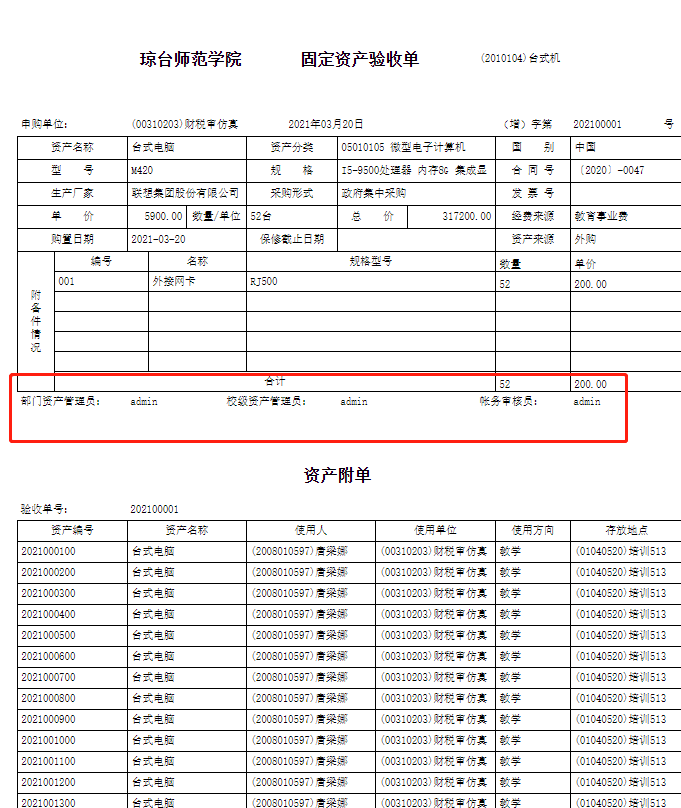 琼台师范学院 固定资产验收单 (2010104)台式机
申购单位: (00310203)财税审仿真 2021年03月20日 (增)字第 202100001 号
资产名称 台式电脑 资产分类 05010105 微型电子计算机 国 别 中国
型 号 M420 规 格 I5-9500处理器 内存8G 集成显 合 同 号 (2020)-0047
生产厂家 联想集团股份有限公司 采购形式 政府集中采购 发 票 号
单 价 5900.00 数量/单位 52台 总 价 317200.00 经费来源 教育事业费
购置日期 2021-03-20 保修截止日期 资产来源 外购
附备件情况 编号 名称 规格型号 数量 单价
001 外接网卡 RJ500 52 200.00
合计 52 200.00
部门资产管理员: admin 校级资产管理员: admin 帐务审核员: admin
资产附单
验收单号: 202100001
资产编号 资产名称 使用人 使用单位 使用方向 存放地点
2021000100 台式电脑 (2008010597)唐梁娜 (00310203)财税审仿真 教学 (01040520)培训513
2021000200 台式电脑 (2008010597)唐梁娜 (00310203)财税审仿真 教学 (01040520)培训513
2021000300 台式电脑 (2008010597)唐梁娜 (00310203)财税审仿真 教学 (01040520)培训513
2021000400 台式电脑 (2008010597)唐梁娜 (00310203)财税审仿真 教学 (01040520)培训513
2021000500 台式电脑 (2008010597)唐梁娜 (00310203)财税审仿真 教学 (01040520)培训513
2021000600 台式电脑 (2008010597)唐梁娜 (00310203)财税审仿真 教学 (01040520)培训513
2021000700 台式电脑 (2008010597)唐梁娜 (00310203)财税审仿真 教学 (01040520)培训513
2021000800 台式电脑 (2008010597)唐梁娜 (00310203)财税审仿真 教学 (01040520)培训513
2021000900 台式电脑 (2008010597)唐梁娜 (00310203)财税审仿真 教学 (01040520)培训513
2021001000 台式电脑 (2008010597)唐梁娜 (00310203)财税审仿真 教学 (01040520)培训513
2021001100 台式电脑 (2008010597)唐梁娜 (00310203)财税审仿真 教学 (01040520)培训513
2021001200 台式电脑 (2008010597)唐梁娜 (00310203)财税审仿真 教学 (01040520)培训513
2021001300 台式电脑 (2008010597)唐梁娜 (00310203)财税审仿真 教学 (01040520)培训513